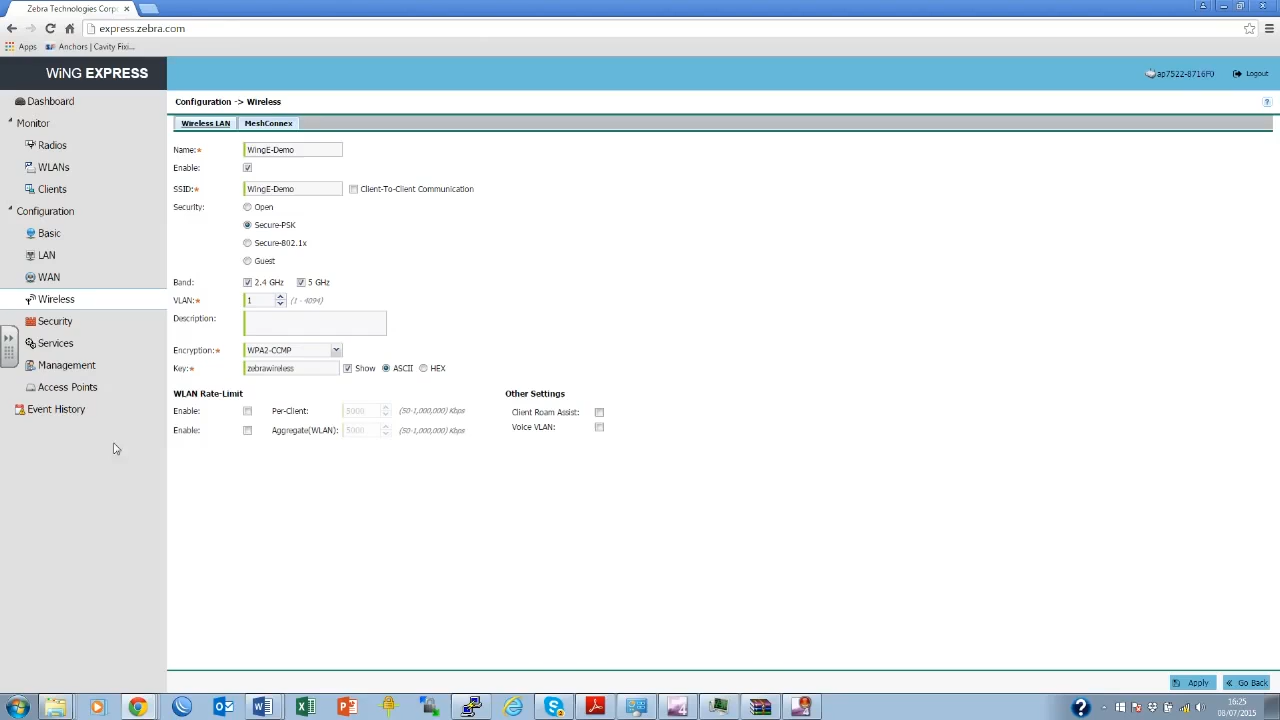 Zebra Technologies Corpor
express.zebra.com
Apps Anchors | Cavity Fixi...
WiNG EXPRESS
ap7522-8716F0 Logout
Dashboard
Monitor
Radios
WLANs
Clients
Configuration
Basic
LAN
WAN
Wireless
Security
Services
Management
Access Points
Event History
Configuration -> Wireless
Wireless LAN MeshConnex
Name:* WingE-Demo
Enable:
SSID:* WingE-Demo Client-To-Client Communication
Security: Open
Secure-PSK
Secure-802.1x
Guest
Band: 2.4 GHz 5 GHz
VLAN:* 1 (1 - 4094)
Description:
Encryption:* WPA2-CCMP
Key:* zebrawireless Show ASCII HEX
WLAN Rate-Limit Other Settings
Enable: Per-Client: 5000 (50-1,000,000) Kbps Client Roam Assist:
Enable: Aggregate(WLAN): 5000 (50-1,000,000) Kbps Voice VLAN:
Apply Go Back
16:25
08/07/2015